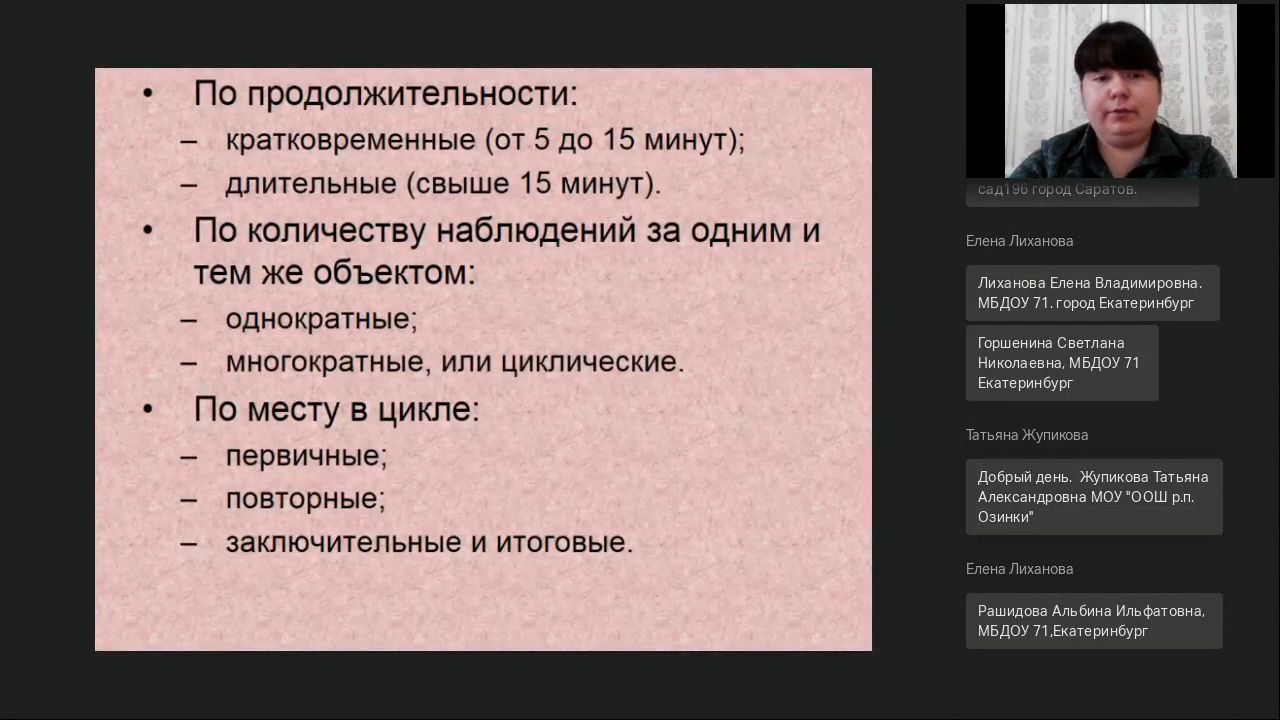 • По продолжительности:
– кратковременные (от 5 до 15 минут);
– длительные (свыше 15 минут).
• По количеству наблюдений за одним и
тем же объектом:
– однократные;
– многократные, или циклические.
• По месту в цикле:
– первичные;
– повторные;
– заключительные и итоговые.
сад196 город Саратов.
Елена Лиханова
Лиханова Елена Владимировна.
МБДОУ 71. город Екатеринбург
Горшенина Светлана
Николаевна, МБДОУ 71
Екатеринбург
Татьяна Жупикова
Добрый день.  Жупикова Татьяна
Александровна МОУ "ООШ р.п.
Озинки"
Елена Лиханова
Рашидова Альбина Ильфатовна,
МБДОУ 71,Екатеринбург